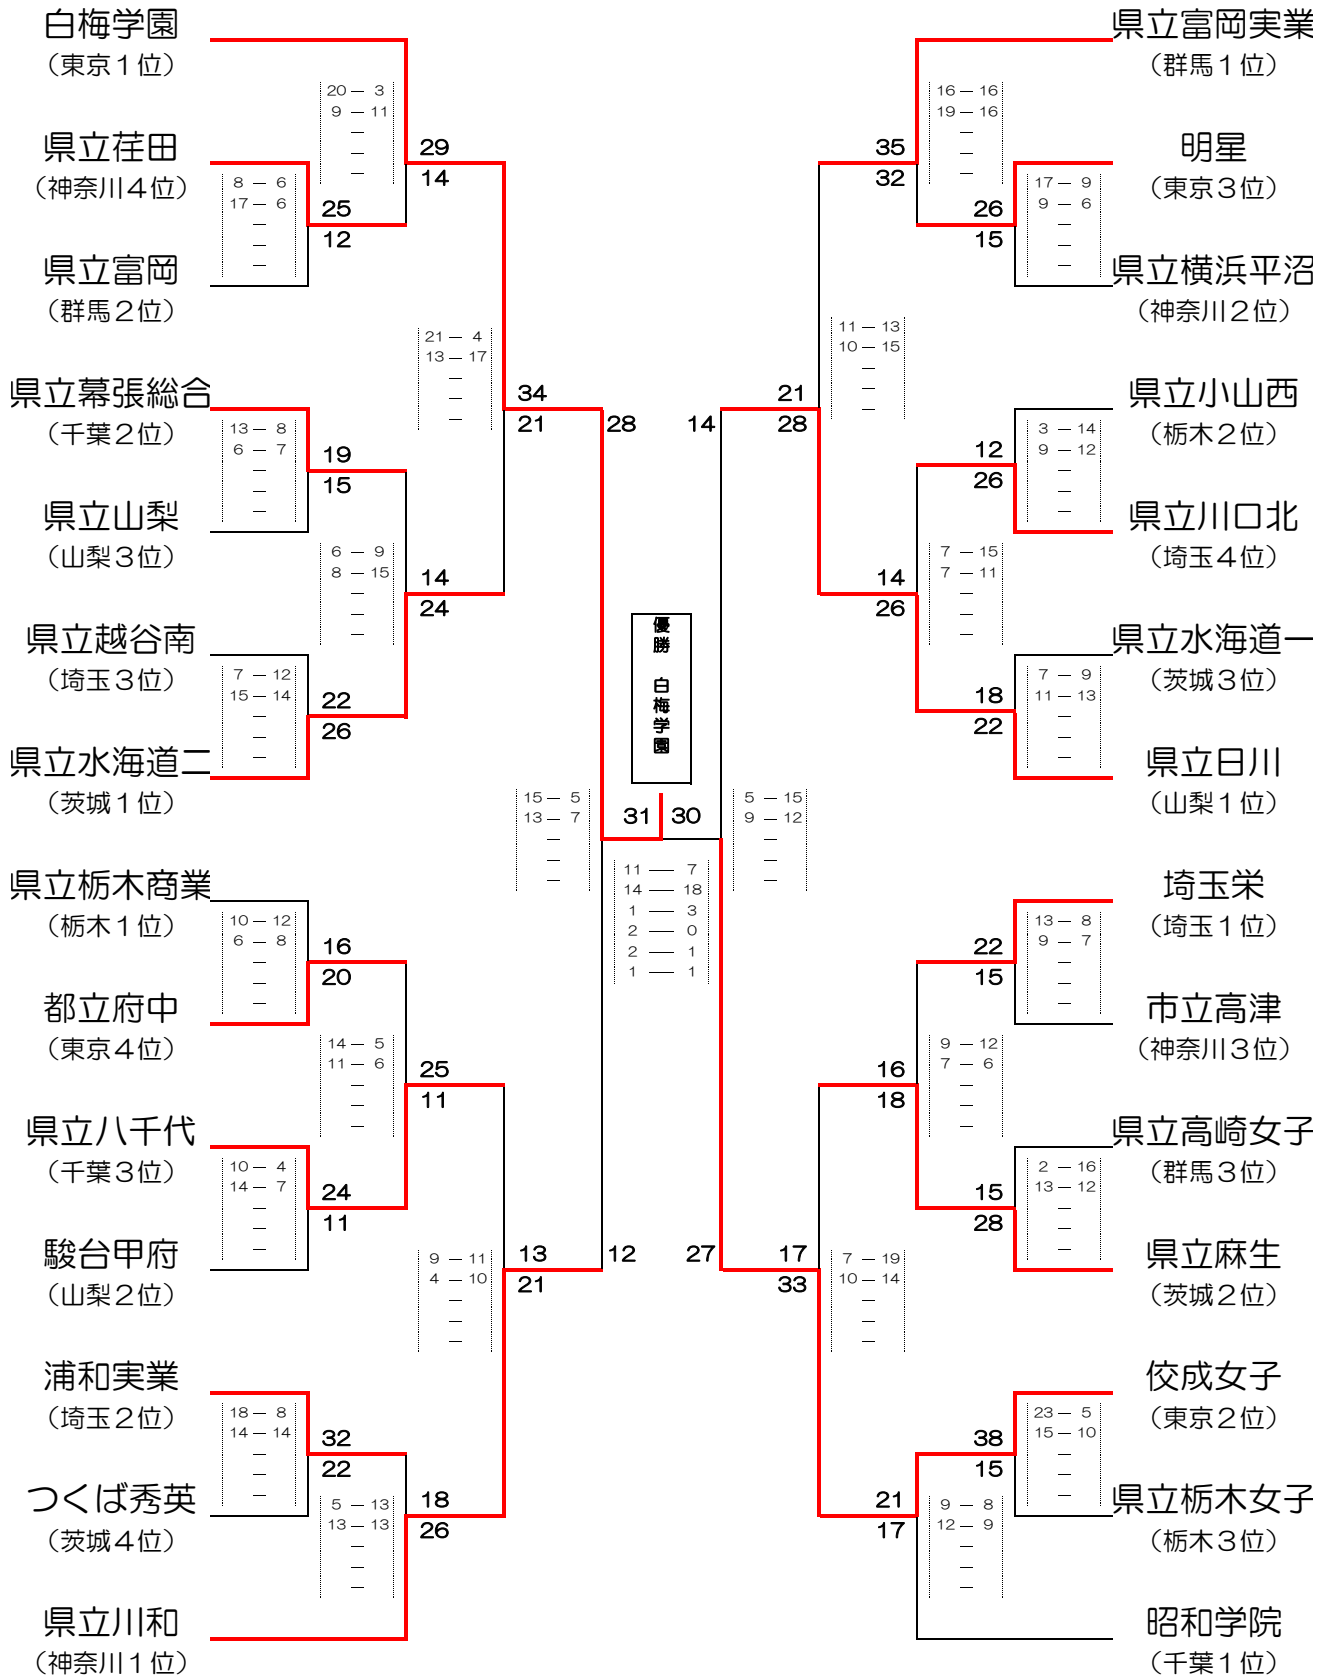 白梅学園
（東京１位）
20 ― 3
9 ― 11
―
―
―
29
14
県立荏田
（神奈川４位）
8 ― 6
17 ― 6
―
―
―
25
12
県立富岡
（群馬２位）
21 ― 4
13 ― 17
―
―
―
34
21
28
県立幕張総合
（千葉２位）
13 ― 8
6 ― 7
―
―
―
19
15
県立山梨
（山梨３位）
6 ― 9
8 ― 15
―
―
―
14
24
県立越谷南
（埼玉３位）
7 ― 12
15 ― 14
―
―
―
22
26
県立水海道二
（茨城１位）
15 ― 5
13 ― 7
―
―
―
県立栃木商業
（栃木１位）
10 ― 12
6 ― 8
―
―
―
16
20
都立府中
（東京４位）
14 ― 5
11 ― 6
―
―
―
25
11
県立八千代
（千葉３位）
10 ― 4
14 ― 7
―
―
―
24
11
駿台甲府
（山梨２位）
9 ― 11
4 ― 10
―
―
―
13
21
12
浦和実業
（埼玉２位）
18 ― 8
14 ― 14
―
―
―
32
22
つくば秀英
（茨城４位）
5 ― 13
13 ― 13
―
―
―
18
26
県立川和
（神奈川１位）
優勝　白梅学園
31 30
11 ― 7
14 ― 18
1 ― 3
2 ― 0
2 ― 1
1 ― 1
県立富岡実業
（群馬１位）
16 ― 16
19 ― 16
―
―
―
35
32
明星
（東京３位）
17 ― 9
9 ― 6
―
―
―
26
15
県立横浜平沼
（神奈川２位）
11 ― 13
10 ― 15
―
―
―
14
21
28
県立小山西
（栃木２位）
3 ― 14
9 ― 12
―
―
―
12
26
県立川口北
（埼玉４位）
7 ― 15
7 ― 11
―
―
―
14
26
県立水海道一
（茨城３位）
7 ― 9
11 ― 13
―
―
―
18
22
県立日川
（山梨１位）
5 ― 15
9 ― 12
―
―
―
埼玉栄
（埼玉１位）
13 ― 8
9 ― 7
―
―
―
22
15
市立高津
（神奈川３位）
9 ― 12
7 ― 6
―
―
―
16
18
県立高崎女子
（群馬３位）
2 ― 16
13 ― 12
―
―
―
15
28
県立麻生
（茨城２位）
7 ― 19
10 ― 14
―
―
―
27
17
33
佼成女子
（東京２位）
23 ― 5
15 ― 10
―
―
―
38
15
県立栃木女子
（栃木３位）
9 ― 8
12 ― 9
―
―
―
21
17
昭和学院
（千葉１位）